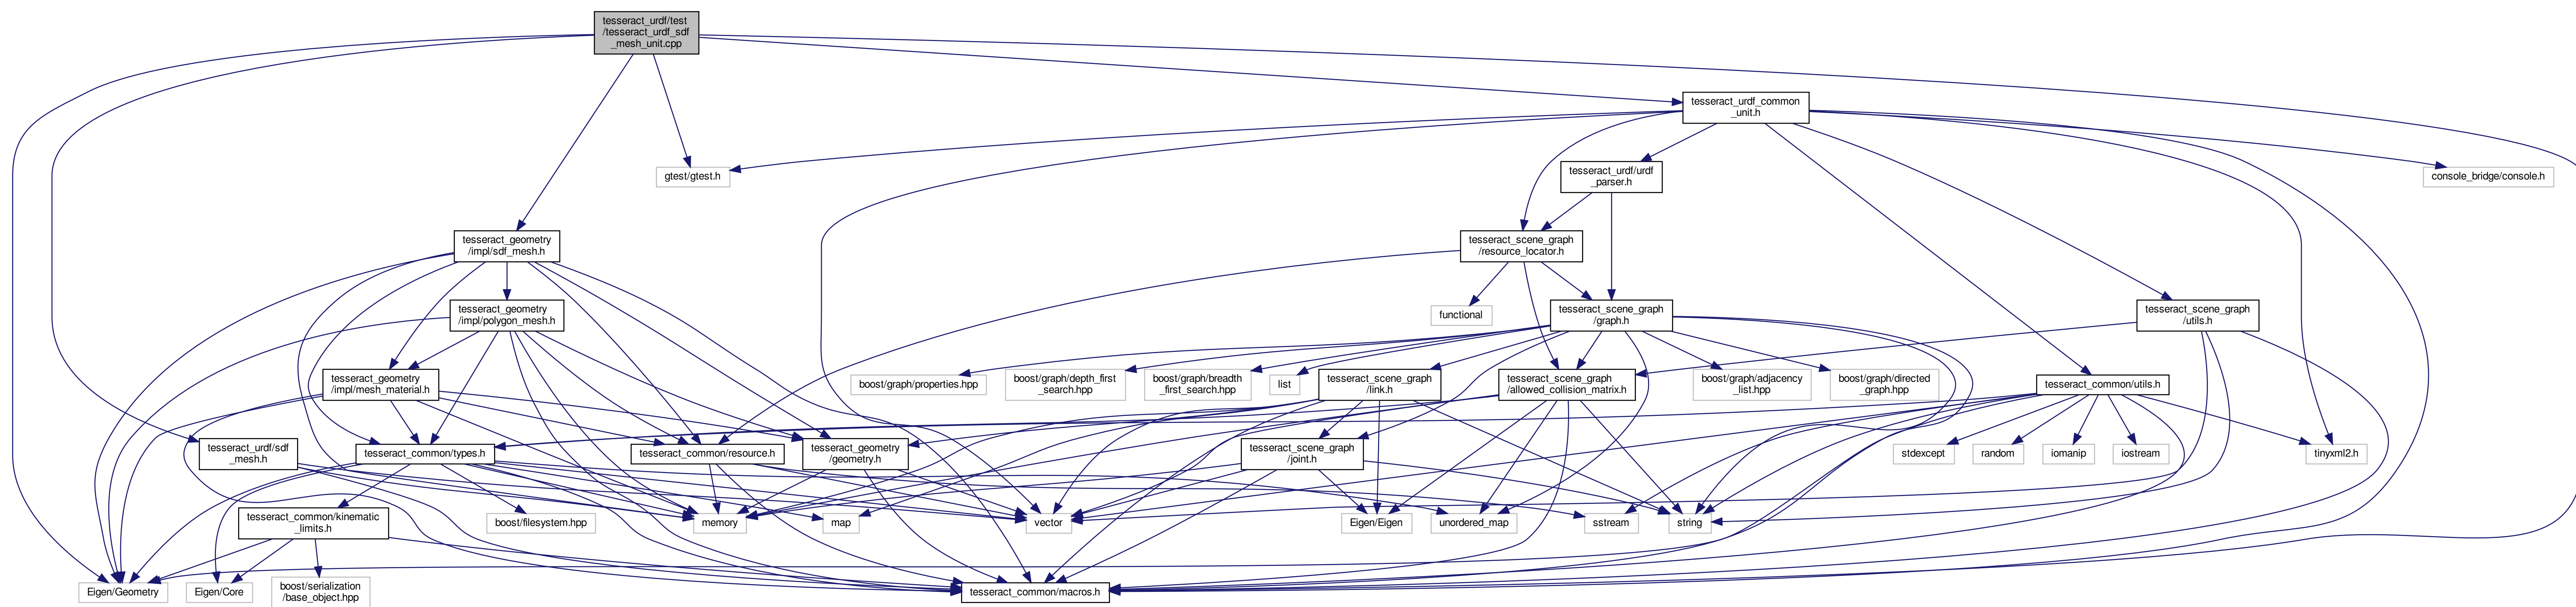 tesseract_urdf/test
/tesseract_urdf_sdf
_mesh_unit.cpp
tesseract_urdf_common
_unit.h
gtest/gtest.h
tesseract_urdf/urdf
_parser.h
console_bridge/console.h
tesseract_geometry
/impl/sdf_mesh.h
tesseract_scene_graph
/resource_locator.h
tesseract_geometry
/impl/polygon_mesh.h
functional
tesseract_scene_graph
/graph.h
tesseract_scene_graph
/utils.h
tesseract_geometry
/impl/mesh_material.h
boost/graph/properties.hpp
boost/graph/depth_first
_search.hpp
boost/graph/breadth
_first_search.hpp
list
tesseract_scene_graph
/link.h
tesseract_scene_graph
/allowed_collision_matrix.h
boost/graph/adjacency
_list.hpp
boost/graph/directed
_graph.hpp
tesseract_common/utils.h
tesseract_urdf/sdf
_mesh.h
tesseract_common/types.h
tesseract_common/resource.h
tesseract_geometry
/geometry.h
tesseract_scene_graph
/joint.h
stdexcept
random
iomanip
iostream
tinyxml2.h
tesseract_common/kinematic
_limits.h
boost/filesystem.hpp
memory
map
vector
Eigen/Eigen
unordered_map
sstream
string
Eigen/Geometry
Eigen/Core
boost/serialization
/base_object.hpp
tesseract_common/macros.h